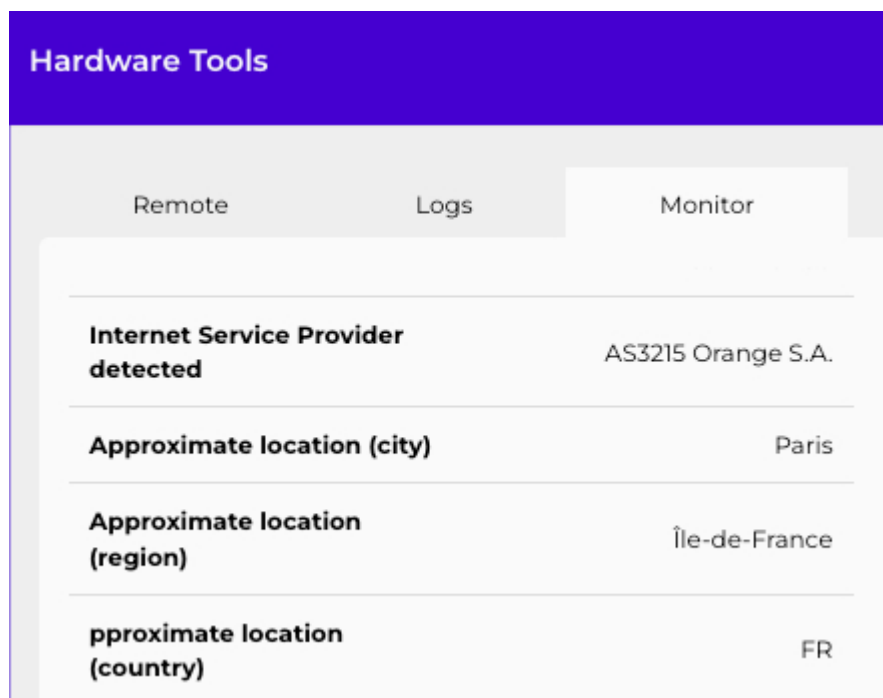 Hardware Tools
Remote Logs Monitor
Internet Service Provider
detected
AS3215 Orange S.A.
Approximate location (city) Paris
Approximate location
(region)
Île-de-France
pproximate location
(country)
FR